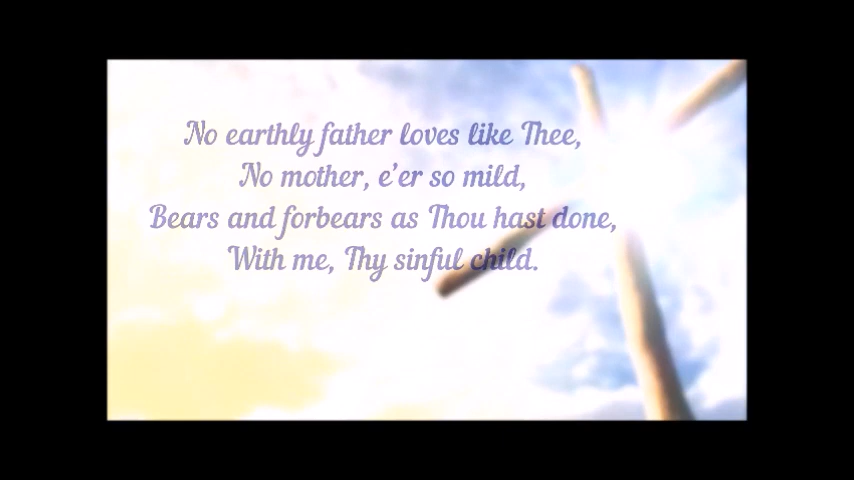 No earthly father loves like Thee,
No mother, e'er so mild,
Bears and forbears as Thou hast done,
With me, Thy sinful child.